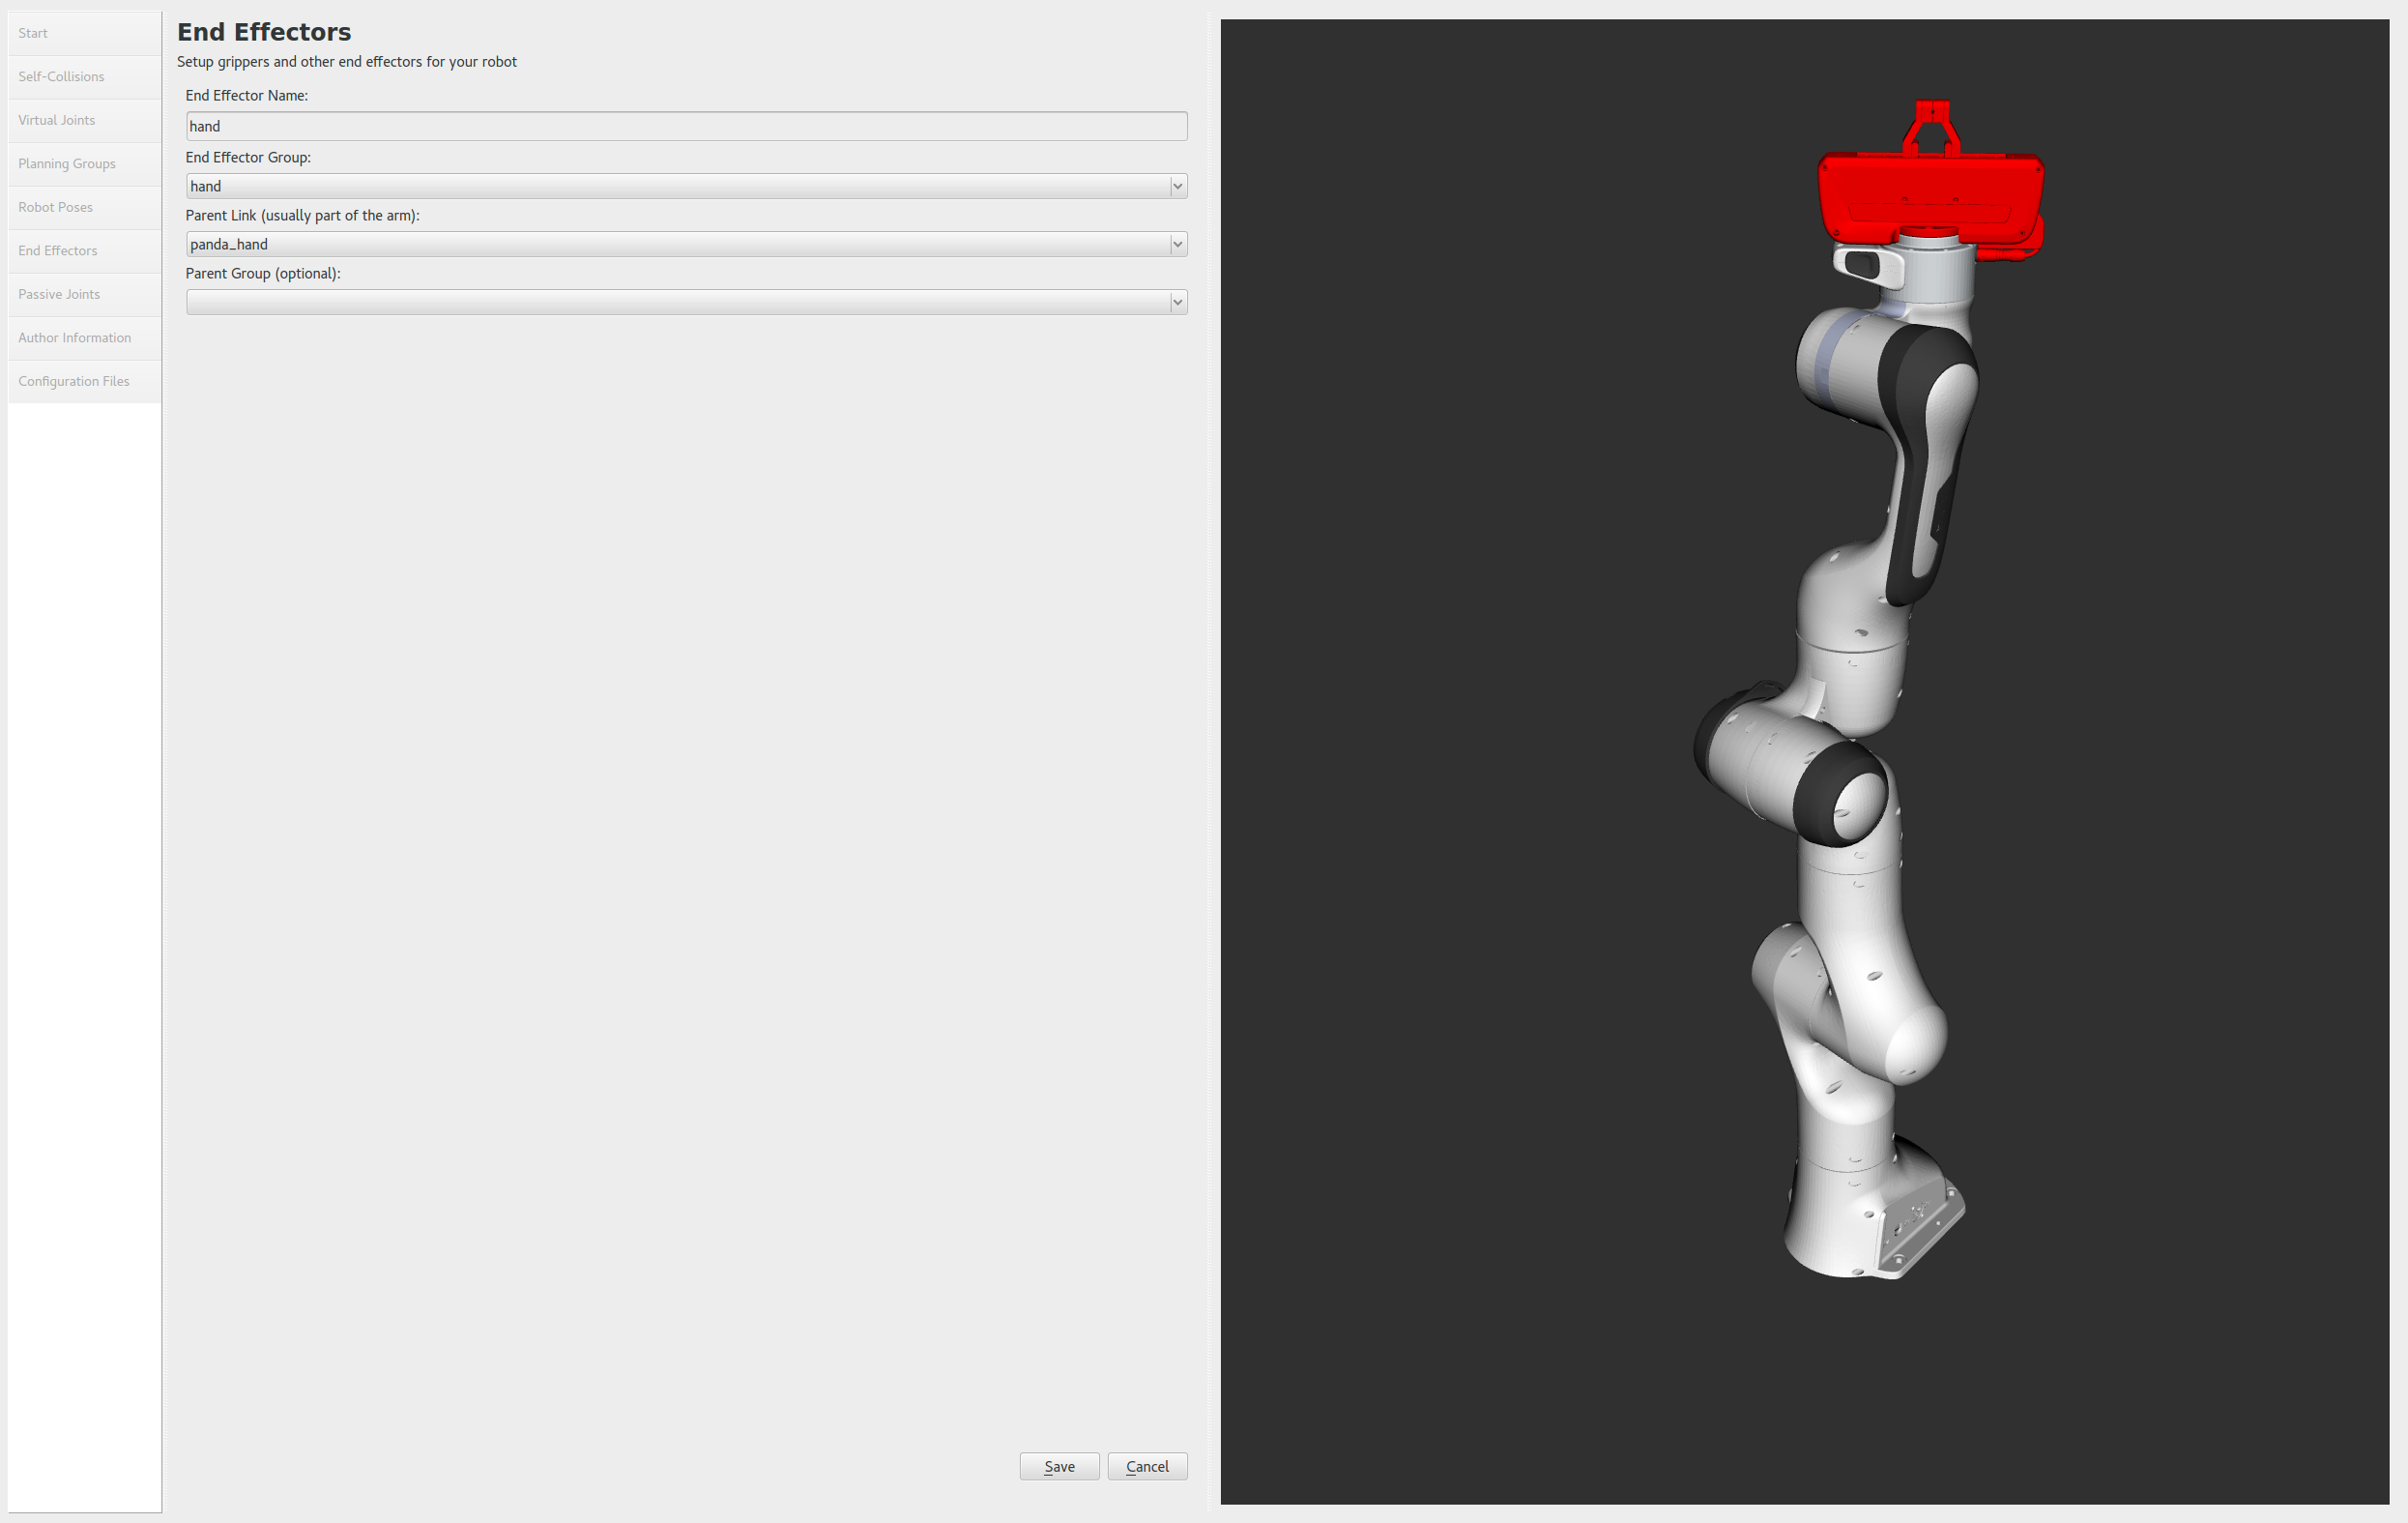 Start
Self-Collisions
Virtual Joints
Planning Groups
Robot Poses
End Effectors
Passive Joints
Author Information
Configuration Files
End Effectors
Setup grippers and other end effectors for your robot
End Effector Name:
hand
End Effector Group:
hand
Parent Link (usually part of the arm):
panda_hand
Parent Group (optional):
Save
Cancel